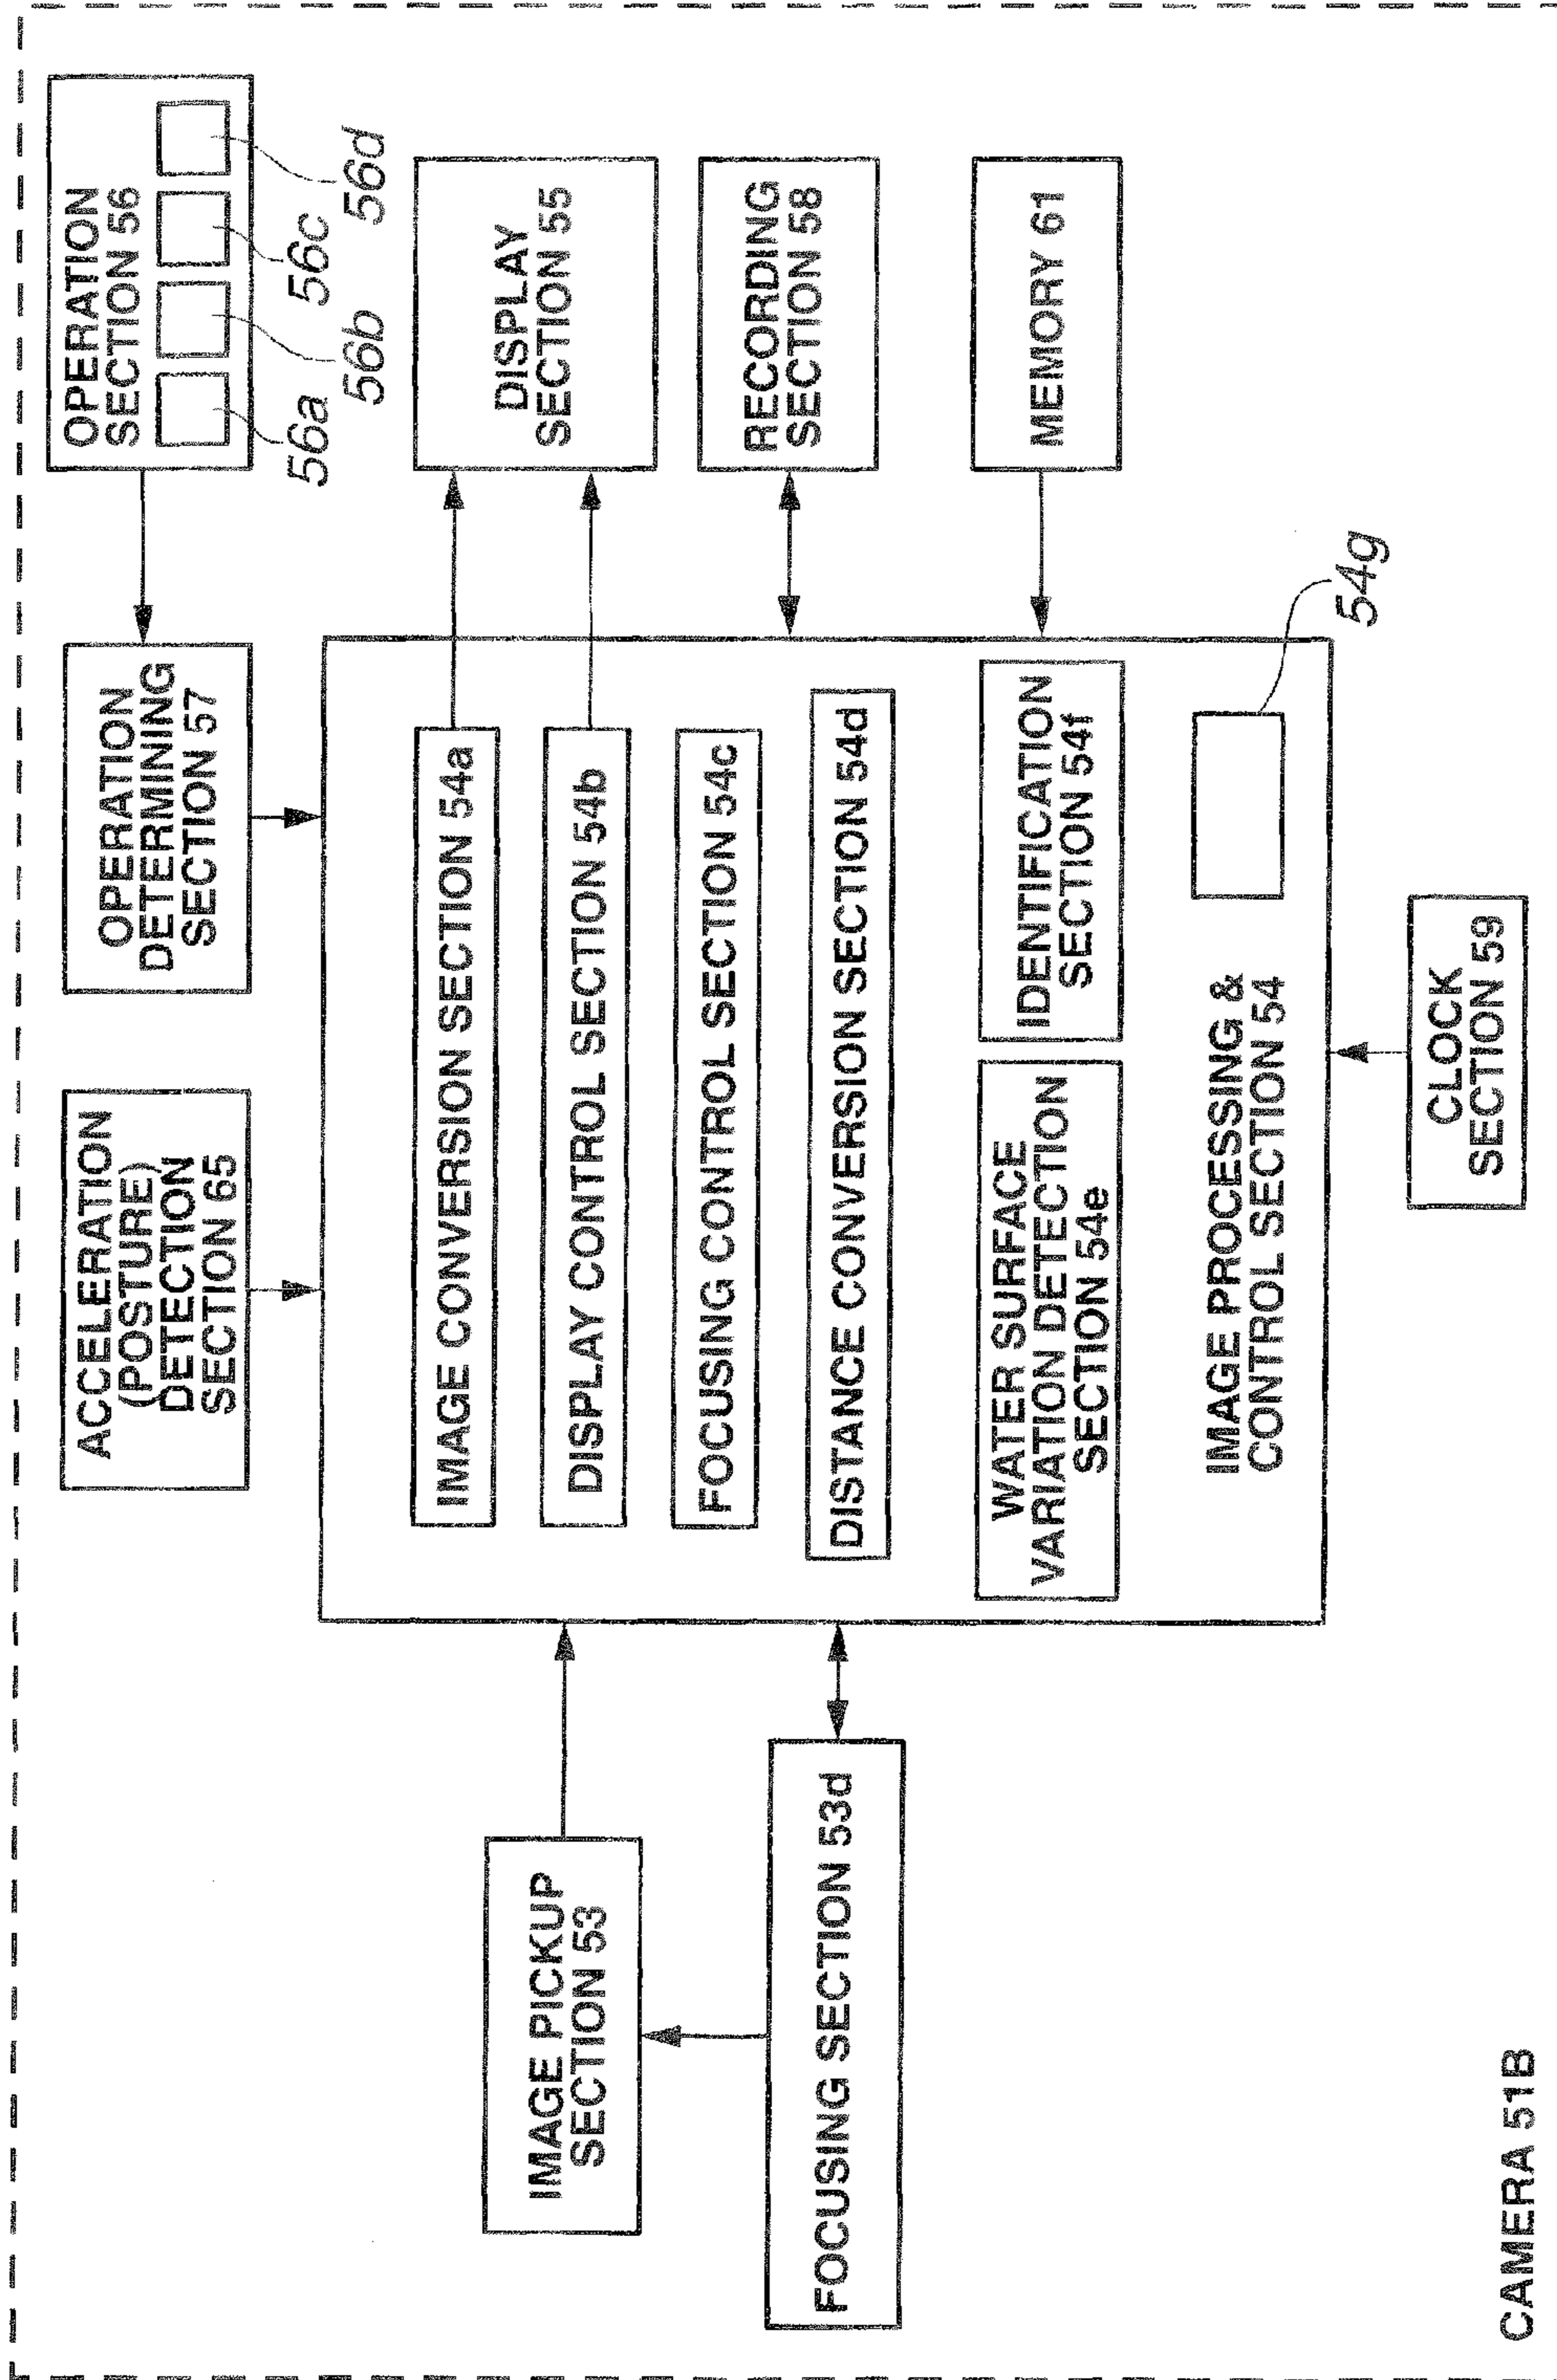 ACCELERATION
(POSTURE)
DETECTION
SECTION 65
OPERATION
DETERMINING
SECTION 57
OPERATION
SECTION 56
56a
56b
56c
56d
IMAGE PICKUP
SECTION 53
FOCUSING SECTION 53d
IMAGE CONVERSION SECTION 54a
DISPLAY CONTROL SECTION 54b
FOCUSING CONTROL SECTION 54c
DISTANCE CONVERSION SECTION 54d
WATER SURFACE
VARIATION DETECTION
SECTION 54e
IDENTIFICATION
SECTION 54f
IMAGE PROCESSING &
CONTROL SECTION 54
54g
DISPLAY
SECTION 55
RECORDING
SECTION 58
MEMORY 61
CLOCK
SECTION 59
CAMERA 51B